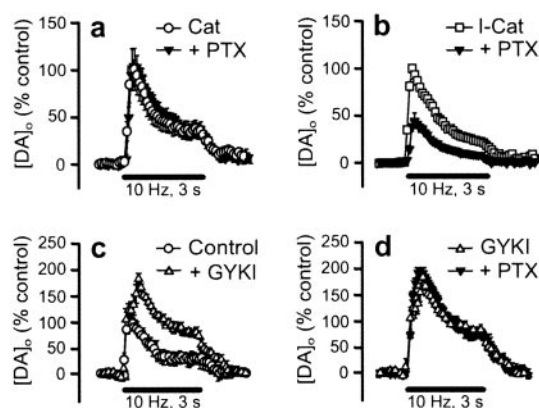 a
Cat
+ PTX
[DA]o (% control)
150
100
50
0
10 Hz, 3 s
b
I-Cat
+ PTX
[DA]o (% control)
150
100
50
0
10 Hz, 3 s
c
Control
+ GYKI
[DA]o (% control)
250
200
150
100
50
0
10 Hz, 3 s
d
GYKI
+ PTX
[DA]o (% control)
250
200
150
100
50
0
10 Hz, 3 s